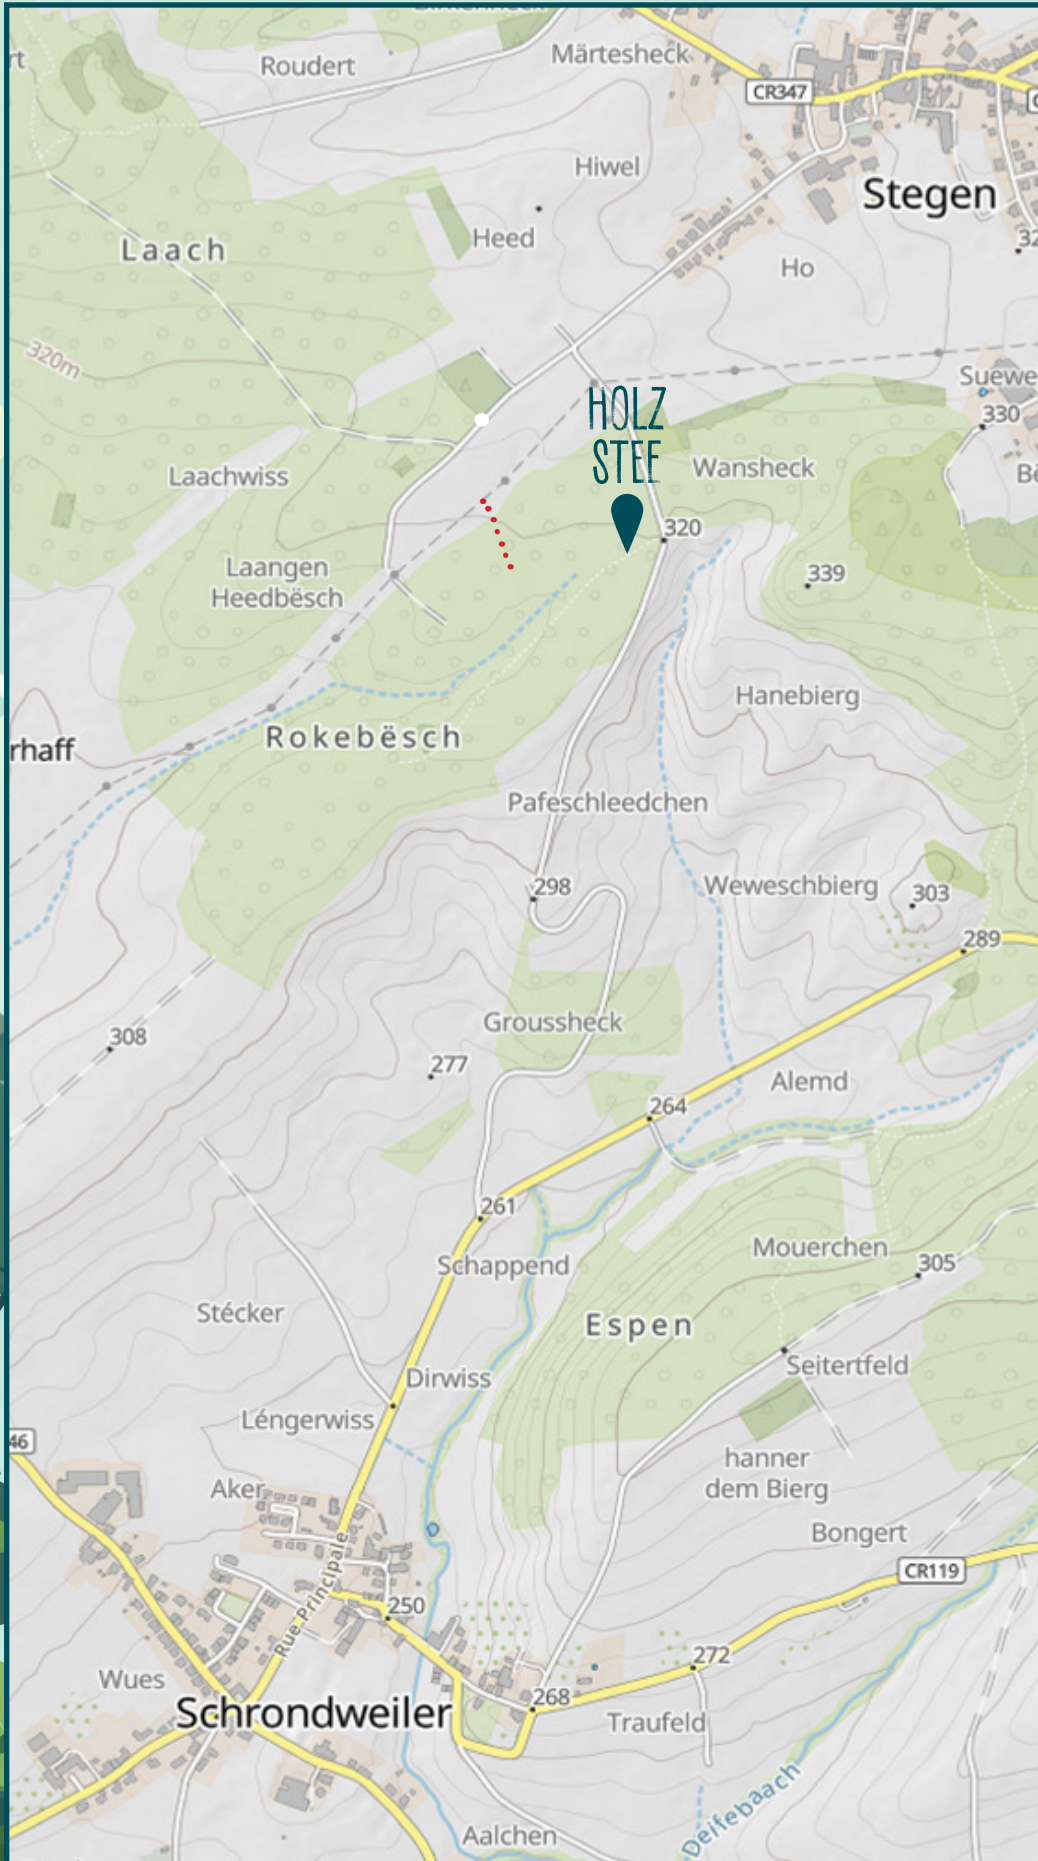 Roudert
Märtesheck
CR347
Hiwel
Stegen
Heed
Laach
Ho
320m
Suewe
330
HOLZ
STEE
Laachwiss
Wansheck
320
339
Laangen
Heedbësch
Hanebierg
Rokebësch
rhaff
Pafeschleedchen
298
Weweschbierg
303
289
308
Groussheck
277
Alemd
264
261
Schappend
Mouerchen
305
Stécker
Espen
Dirwiss
Seitertfeld
Léngerwiss
46
hanner
dem Bierg
Aker
Bongert
CR119
Rue Principale
250
272
Wues
268
Schrondweiler
Traufeld
Deifebaach
Aalchen